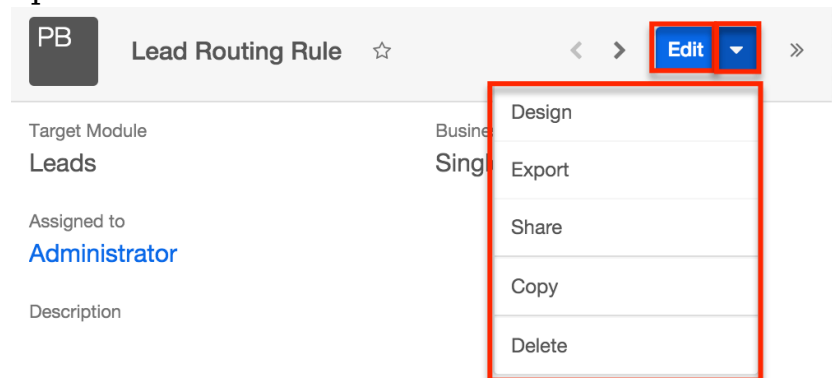 PB
Lead Routing Rule
Edit
Design
Target Module
Leads
Export
Share
Assigned to
Administrator
Copy
Description
Delete